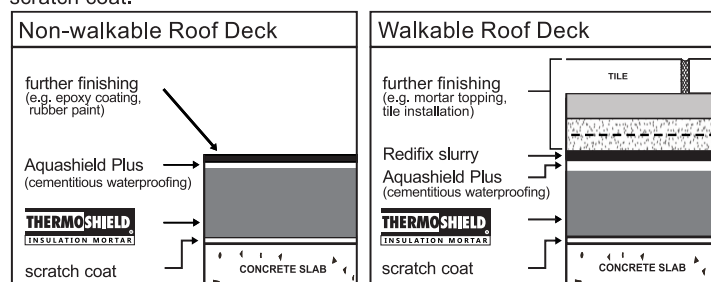 scratch coat.
Non-walkable Roof Deck
further finishing
(e.g. epoxy coating,
rubber paint)
Aquashield Plus
(cementitious waterproofing)
THERMOSHIELD®
INSULATION MORTAR
scratch coat
CONCRETE SLAB
Walkable Roof Deck
further finishing
(e.g. mortar topping,
tile installation)
TILE
Redifix slurry
Aquashield Plus
(cementitious waterproofing)
THERMOSHIELD®
INSULATION MORTAR
scratch coat
CONCRETE SLAB